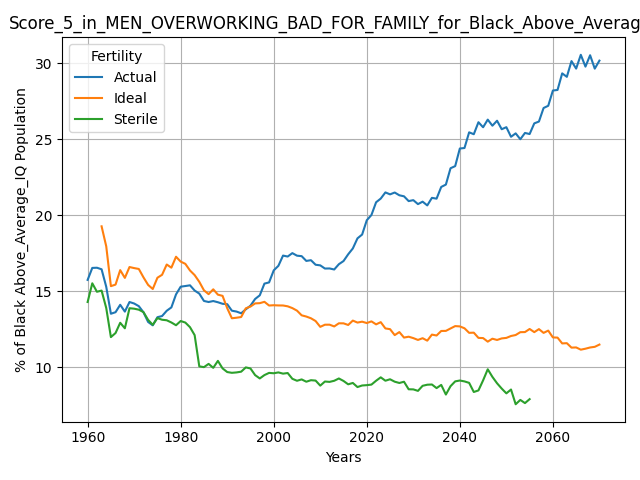 Score_5_in_MEN_OVERWORKING_BAD_FOR_FAMILY_for_Black_Above_Averag
% of Black Above_Average_IQ Population
30
25
20
15
10
Fertility
Actual
Ideal
Sterile
1960 1980 2000 2020 2040 2060
Years